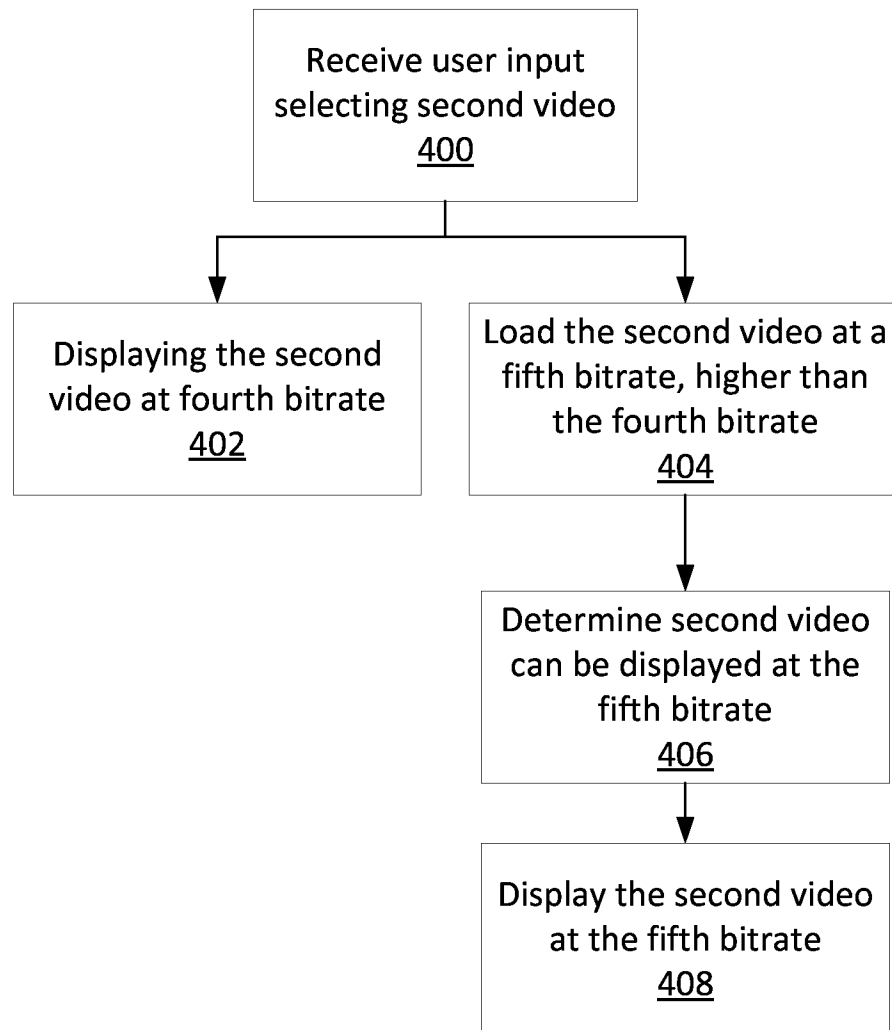 Receive user input
selecting second video
400
Displaying the second
video at fourth bitrate
402
Load the second video at a
fifth bitrate, higher than
the fourth bitrate
404
Determine second video
can be displayed at the
fifth bitrate
406
Display the second video
at the fifth bitrate
408